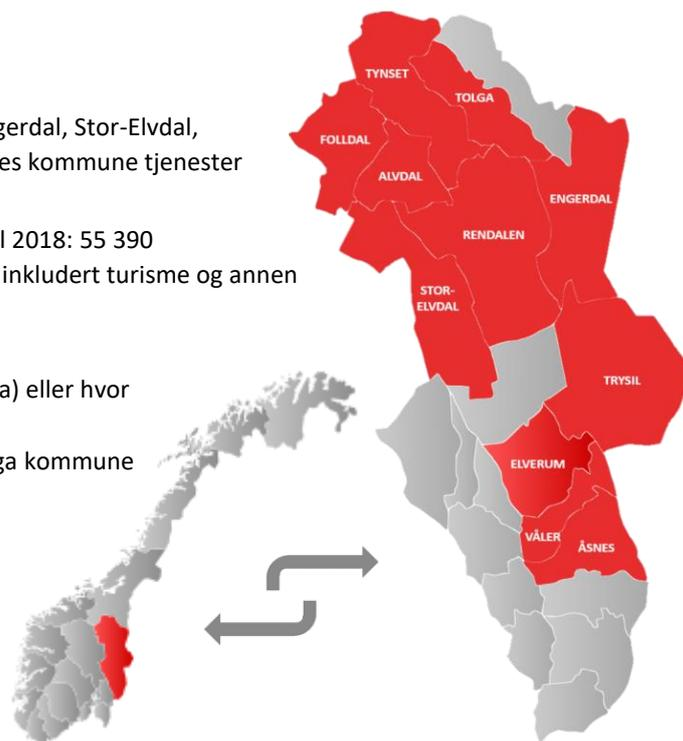 gerdal, Stor-Elvdal,
es kommune tjenester
l 2018: 55 390
inkludert turisme og annen
a) eller hvor
ga kommune
TYNSET
TOLGA
FOLLDAL
ALVDAL
ENGERDAL
RENDALEN
STOR-
ELVDAL
TRYSIL
ELVERUM
VÅLER
ÅSNES